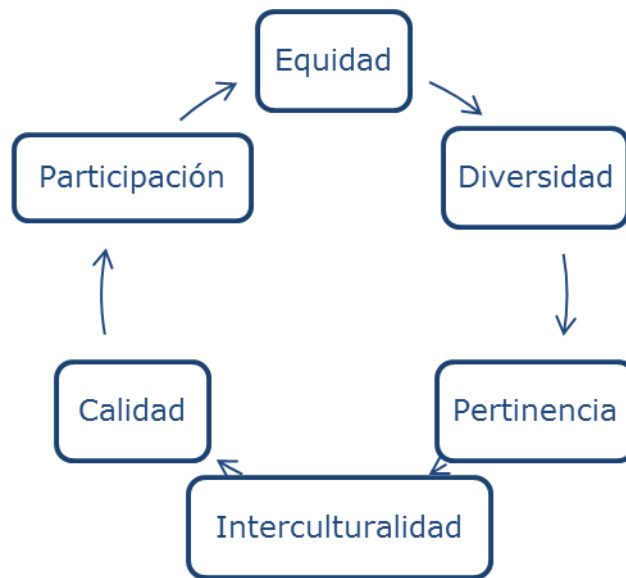 Equidad
Diversidad
Pertinencia
Interculturalidad
Calidad
Participación